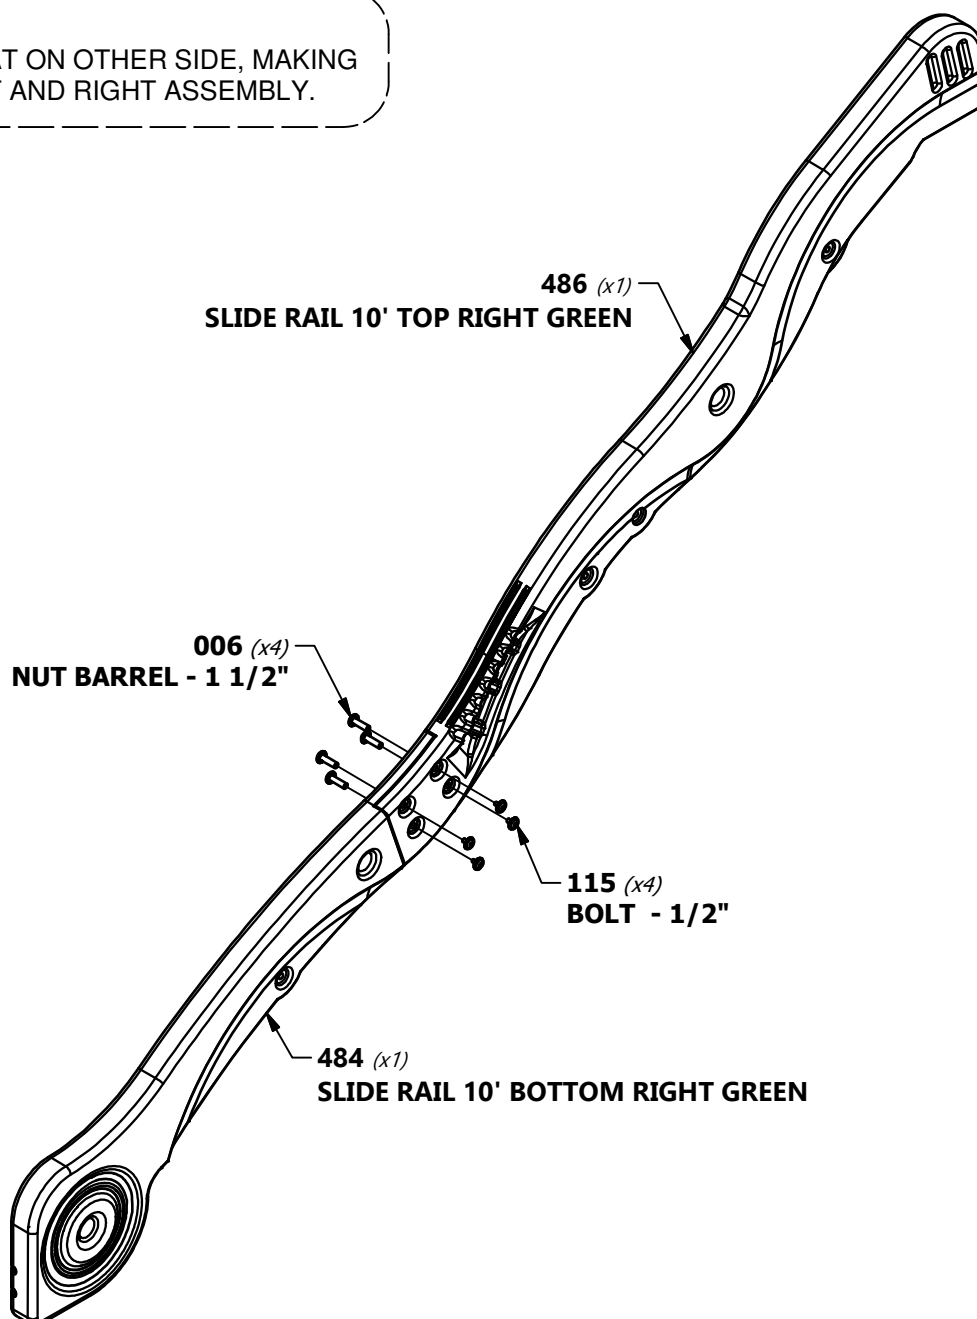 ON OTHER SIDE, MAKING
AND RIGHT ASSEMBLY.
486 (x1)
SLIDE RAIL 10' TOP RIGHT GREEN
006 (x4)
NUT BARREL - 1 1/2"
115 (x4)
BOLT - 1/2"
484 (x1)
SLIDE RAIL 10' BOTTOM RIGHT GREEN